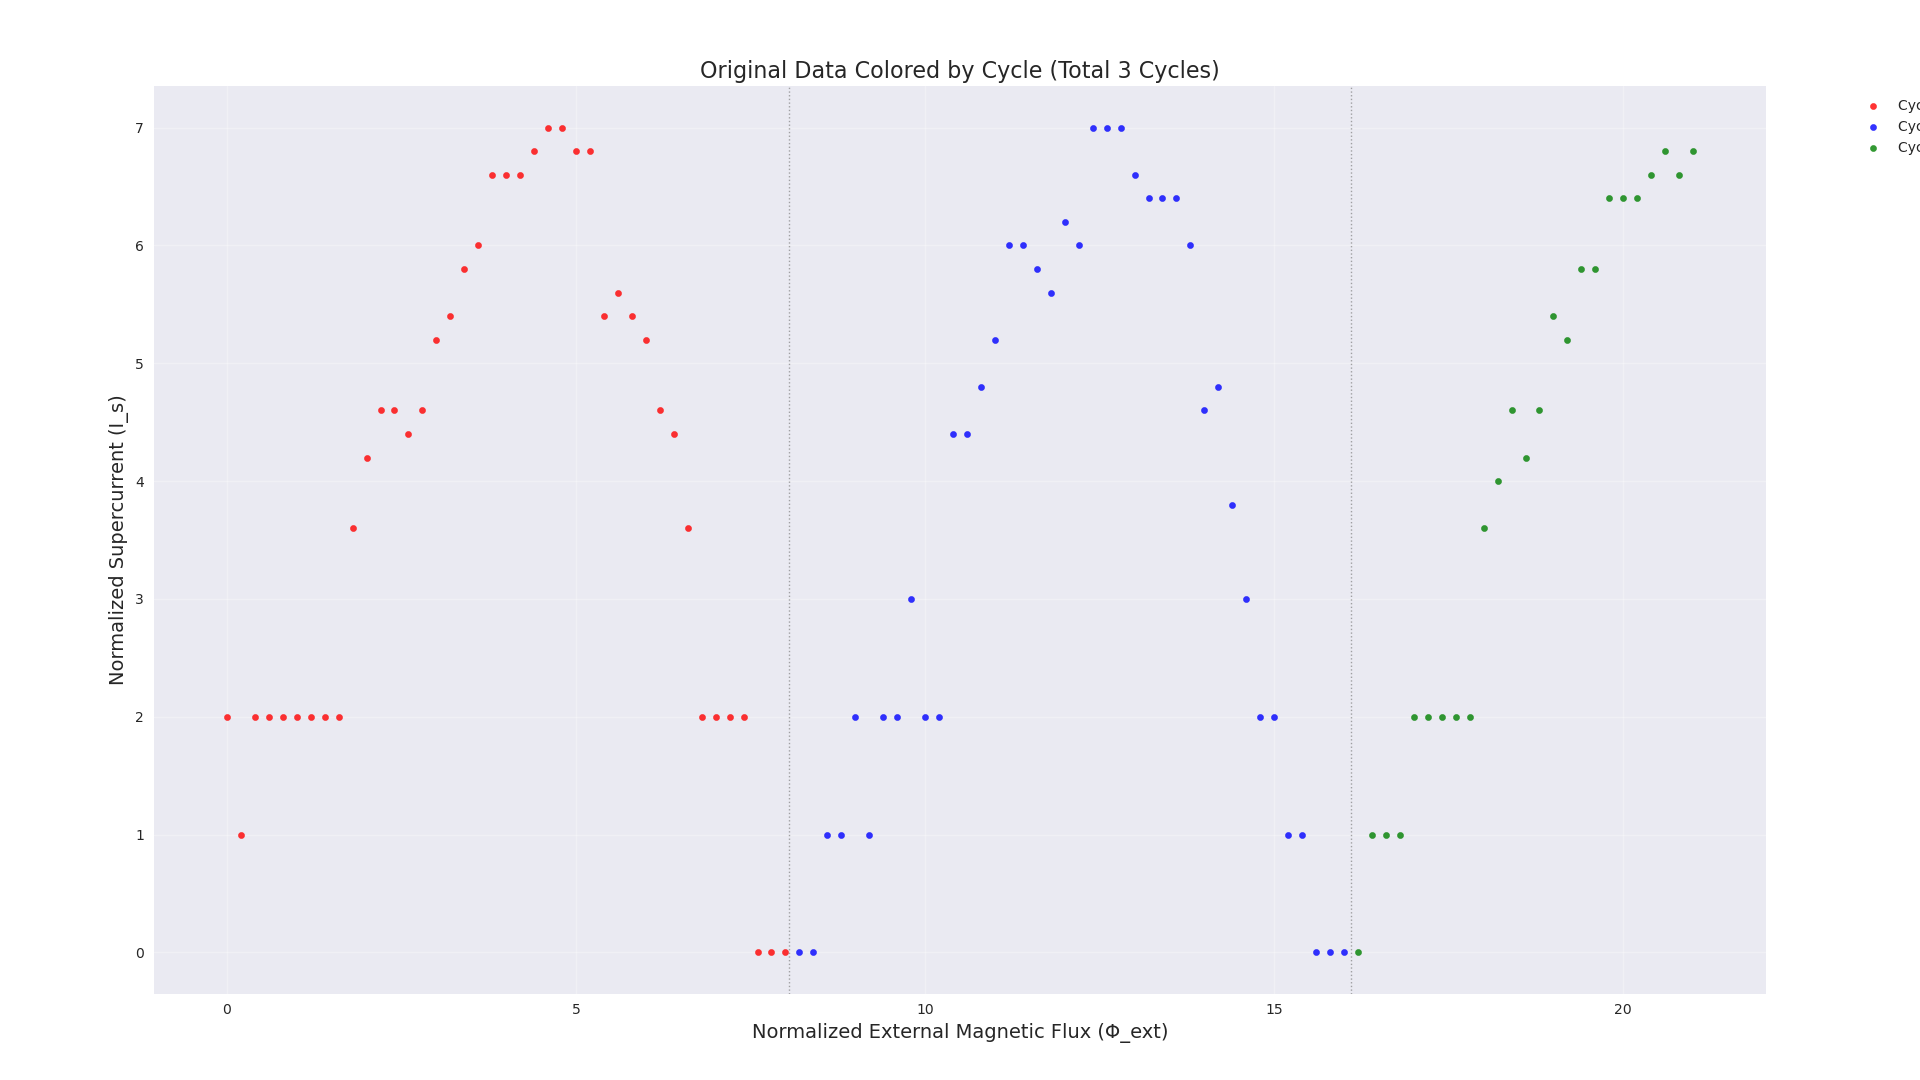 Original Data Colored by Cycle (Total 3 Cycles)
Cyc
Cyc
Cyc
7
6
5
4
3
2
1
0
Normalized Supercurrent (I_s)
0 5 10 15 20
Normalized External Magnetic Flux (Φ_ext)